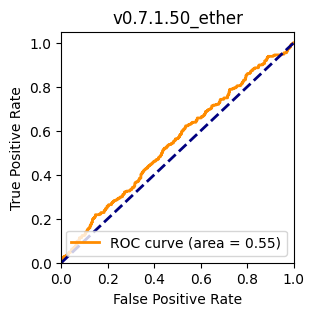 v0.7.1.50_ether
True Positive Rate
1.0
0.8
0.6
0.4
0.2
0.0
ROC curve (area = 0.55)
0.0 0.2 0.4 0.6 0.8 1.0
False Positive Rate